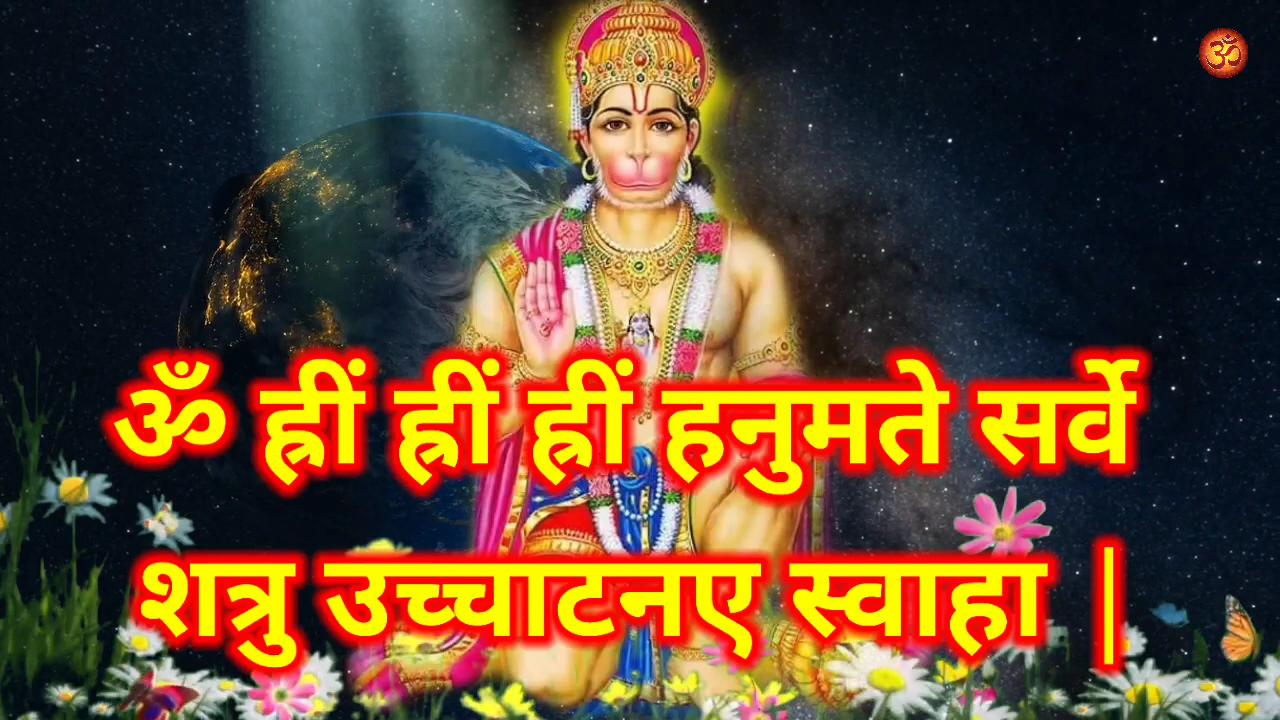 ॐ
ॐ ह्रीं ह्रीं ह्रीं हनुमते सर्वे
शत्रु उच्चाटनए स्वाहा |